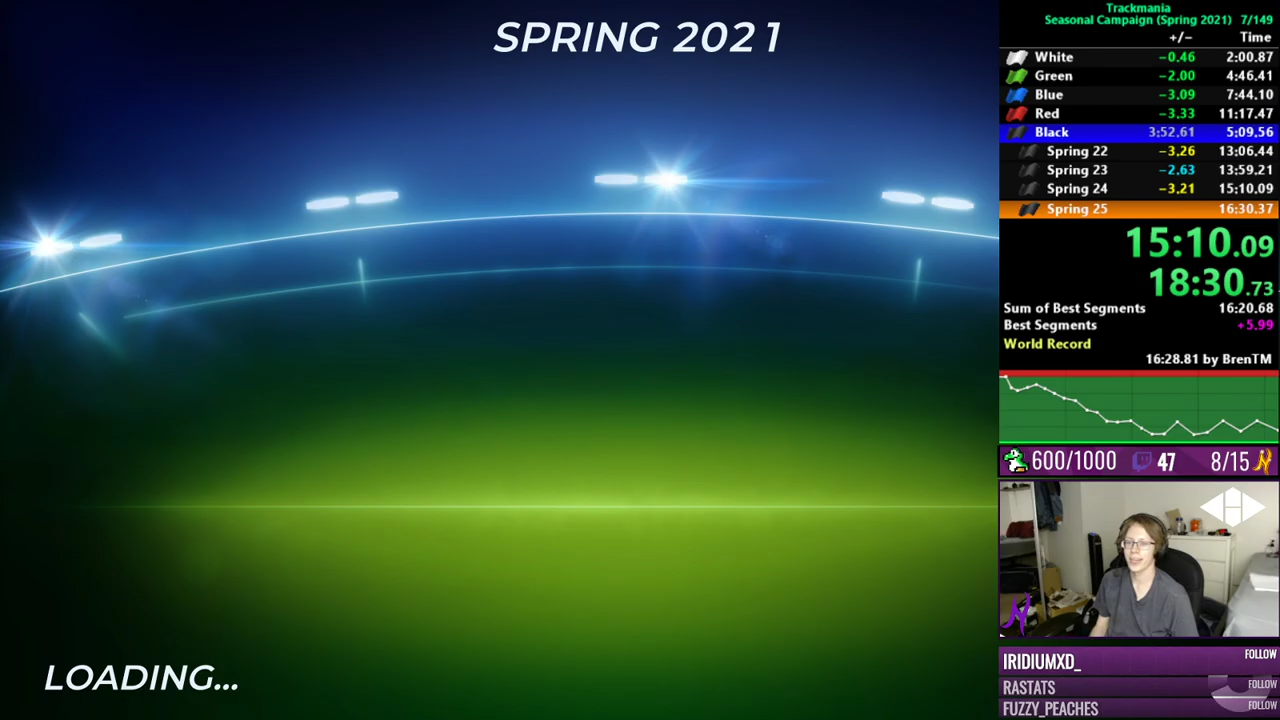 SPRING 2021
LOADING...
Trackmania
Seasonal Campaign (Spring 2021) 7/149
+/− Time
White −0.46 2:00.87
Green −2.00 4:46.41
Blue −3.09 7:44.10
Red −3.33 11:17.47
Black 3:52.61 5:09.56
Spring 22 −3.26 13:06.44
Spring 23 −2.63 13:59.21
Spring 24 −3.21 15:10.09
Spring 25 16:30.37
15:10.09
18:30.73
Sum of Best Segments 16:20.68
Best Segments +5.99
World Record
16:28.81 by BrenTM
600/1000 47 8/15
IRIDIUMXD_ FOLLOW
RASTATS FOLLOW
FUZZY_PEACHES FOLLOW